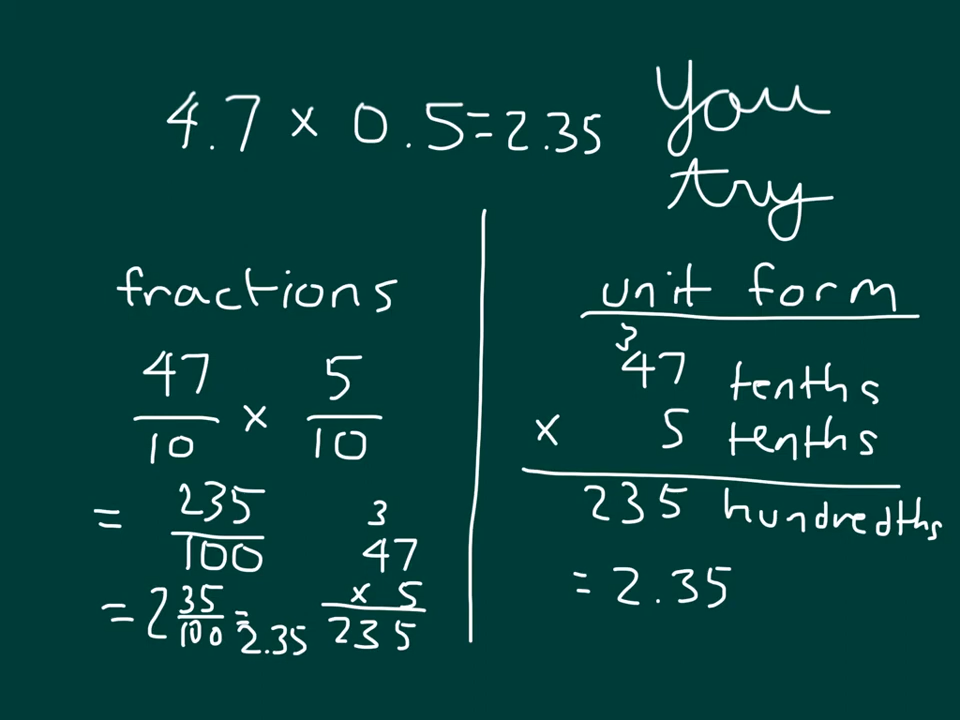 4.7 × 0.5 = 2.35
You
try
fractions
47/10 × 5/10
= 235/100
= 2 35/100 = 2.35
3
47
× 5
235
unit form
3
47 tenths
× 5 tenths
235 hundredths
= 2.35